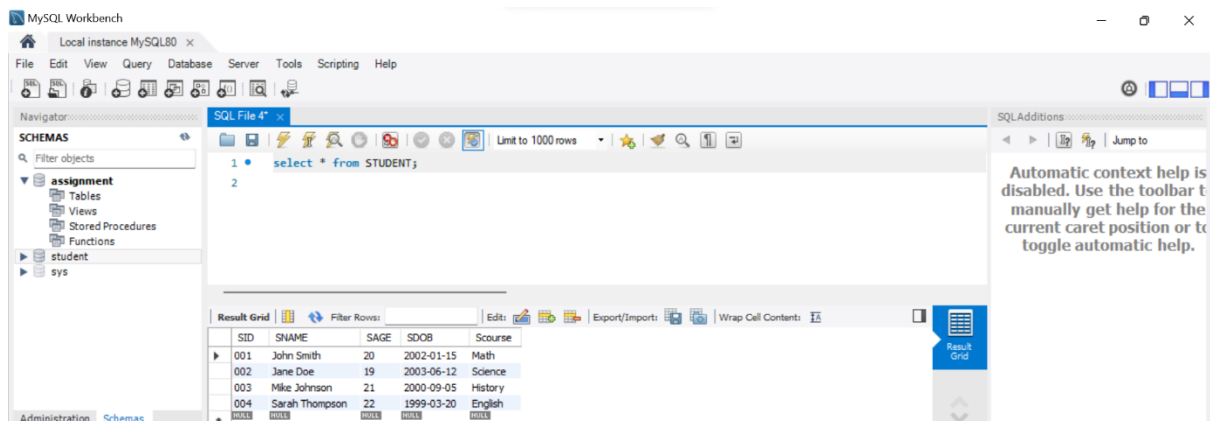 MySQL Workbench
Local instance MySQL80
File Edit View Query Database Server Tools Scripting Help
Navigator
SCHEMAS
Filter objects
assignment
Tables
Views
Stored Procedures
Functions
student
sys
Administration Schemas
SQL File 4*
Limit to 1000 rows
1 select * from STUDENT;
2
Result Grid Filter Rows: Edit: Export/Import: Wrap Cell Content:
SID SNAME SAGE SDOB Scourse
001 John Smith 20 2002-01-15 Math
002 Jane Doe 19 2003-06-12 Science
003 Mike Johnson 21 2000-09-05 History
004 Sarah Thompson 22 1999-03-20 English
NULL NULL NULL NULL NULL
Result
Grid
SQLAdditions
Jump to
Automatic context help is
disabled. Use the toolbar t
manually get help for the
current caret position or to
toggle automatic help.